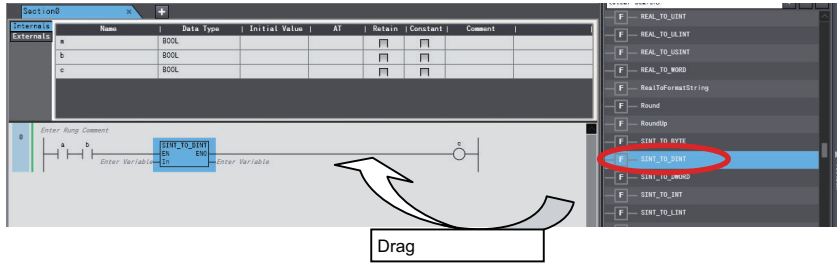 Section0 × +
Internals
Externals
Name | Data Type | Initial Value | AT | Retain | Constant | Comment
a BOOL
b BOOL
c BOOL
0
Enter Rung Comment
a b c
SINT_TO_DINT
EN ENO
Enter Variable In Enter Variable
F REAL_TO_UINT
F REAL_TO_ULINT
F REAL_TO_USINT
F REAL_TO_WORD
F RealToFormatString
F Round
F RoundUp
F SINT_TO_BYTE
F SINT_TO_DINT
F SINT_TO_DWORD
F SINT_TO_INT
F SINT_TO_LINT
Drag